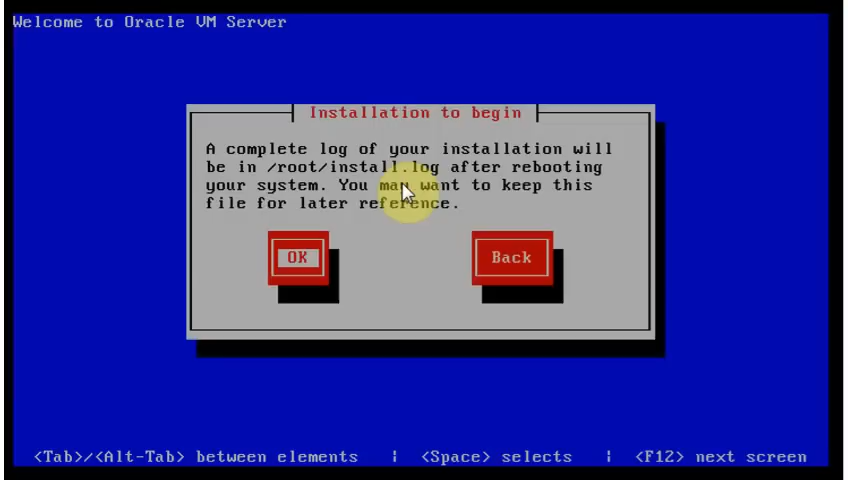 Welcome to Oracle VM Server
Installation to begin
A complete log of your installation will
be in /root/install.log after rebooting
your system. You may want to keep this
file for later reference.
OK Back
<Tab>/<Alt-Tab> between elements | <Space> selects | <F12> next screen